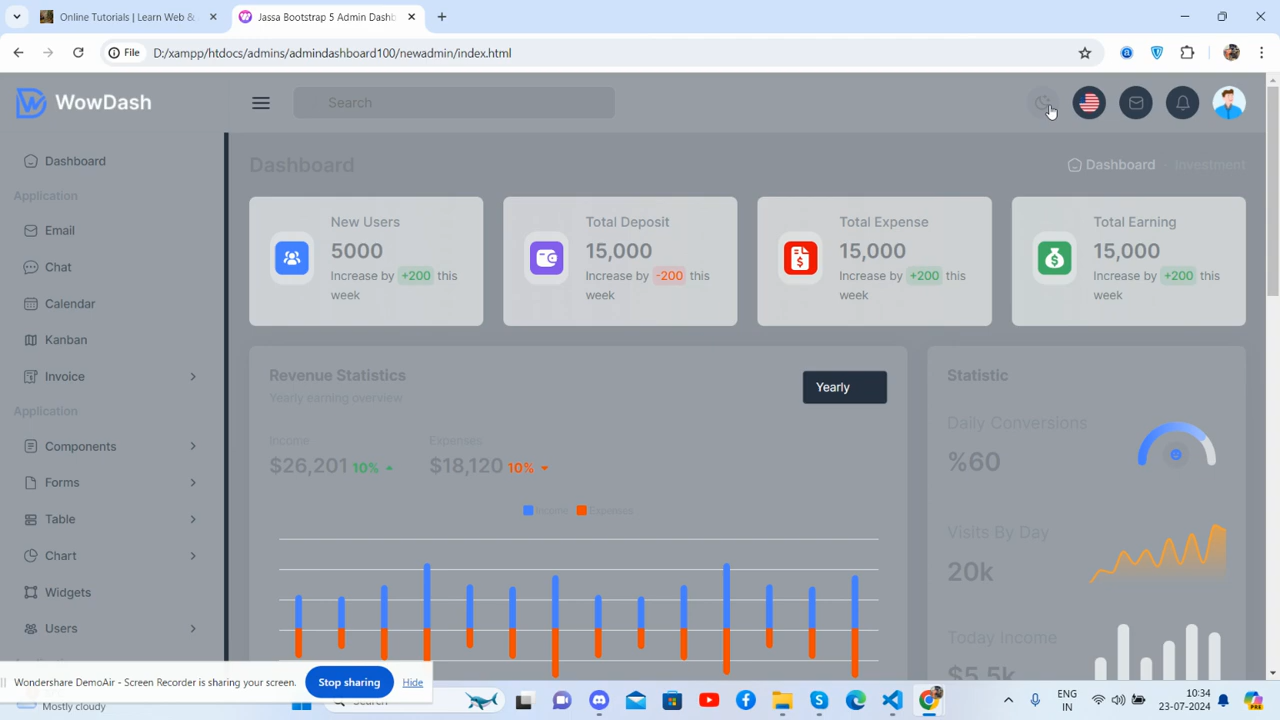 Online Tutorials | Learn Web &
Jassa Bootstrap 5 Admin Dashb
File
D:/xampp/htdocs/admins/admindashboard100/newadmin/index.html
WowDash
Search
Dashboard
Application
Email
Chat
Calendar
Kanban
Invoice
Application
Components
Forms
Table
Chart
Widgets
Users
Dashboard
Dashboard - Investment
New Users
5000
Increase by +200 this
week
Total Deposit
15,000
Increase by -200 this
week
Total Expense
15,000
Increase by +200 this
week
Total Earning
15,000
Increase by +200 this
week
Revenue Statistics
Yearly earning overview
Yearly
Income
$26,201 10%
Expenses
$18,120 10%
Income Expenses
Statistic
Daily Conversions
%60
Visits By Day
20k
Today Income
$5.5k
Wondershare DemoAir - Screen Recorder is sharing your screen.
Stop sharing
Hide
Mostly cloudy
Search
ENG
IN
10:34
23-07-2024